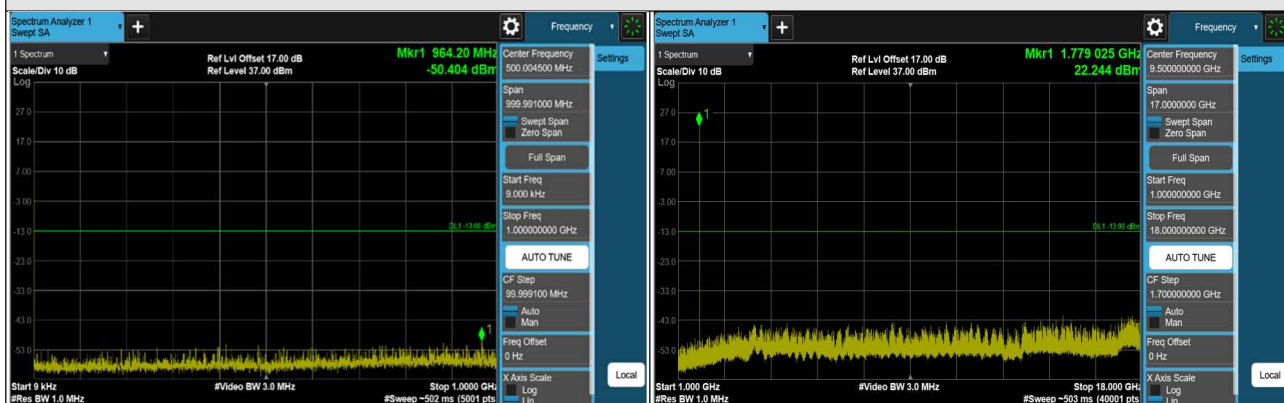 Spectrum Analyzer 1
Swept SA
+
Frequency
1 Spectrum
Ref Lvl Offset 17.00 dB
Mkr1 964.20 MHz
Scale/Div 10 dB
Ref Level 37.00 dBm
-50.404 dBm
Log
27.0
17.0
7.00
-3.00
-13.0
-23.0
-33.0
-43.0
-53.0
DL1 -13.00 dBm
1
Start 9 kHz
#Video BW 3.0 MHz
Stop 1.0000 GHz
#Res BW 1.0 MHz
#Sweep ~502 ms (5001 pts)
Center Frequency
500.004500 MHz
Settings
Span
999.991000 MHz
Swept Span
Zero Span
Full Span
Start Freq
9.000 kHz
Stop Freq
1.000000000 GHz
AUTO TUNE
CF Step
99.999100 MHz
Auto
Man
Freq Offset
0 Hz
X Axis Scale
Log
Lin
Local
Spectrum Analyzer 1
Swept SA
+
Frequency
1 Spectrum
Ref Lvl Offset 17.00 dB
Mkr1 1.779 025 GHz
Scale/Div 10 dB
Ref Level 37.00 dBm
22.244 dBm
Log
27.0
17.0
7.00
-3.00
-13.0
-23.0
-33.0
-43.0
-53.0
DL1 -13.00 dBm
1
Start 1.000 GHz
#Video BW 3.0 MHz
Stop 18.000 GHz
#Res BW 1.0 MHz
#Sweep ~503 ms (40001 pts)
Center Frequency
9.500000000 GHz
Settings
Span
17.0000000 GHz
Swept Span
Zero Span
Full Span
Start Freq
1.000000000 GHz
Stop Freq
18.000000000 GHz
AUTO TUNE
CF Step
1.700000000 GHz
Auto
Man
Freq Offset
0 Hz
X Axis Scale
Log
Lin
Local